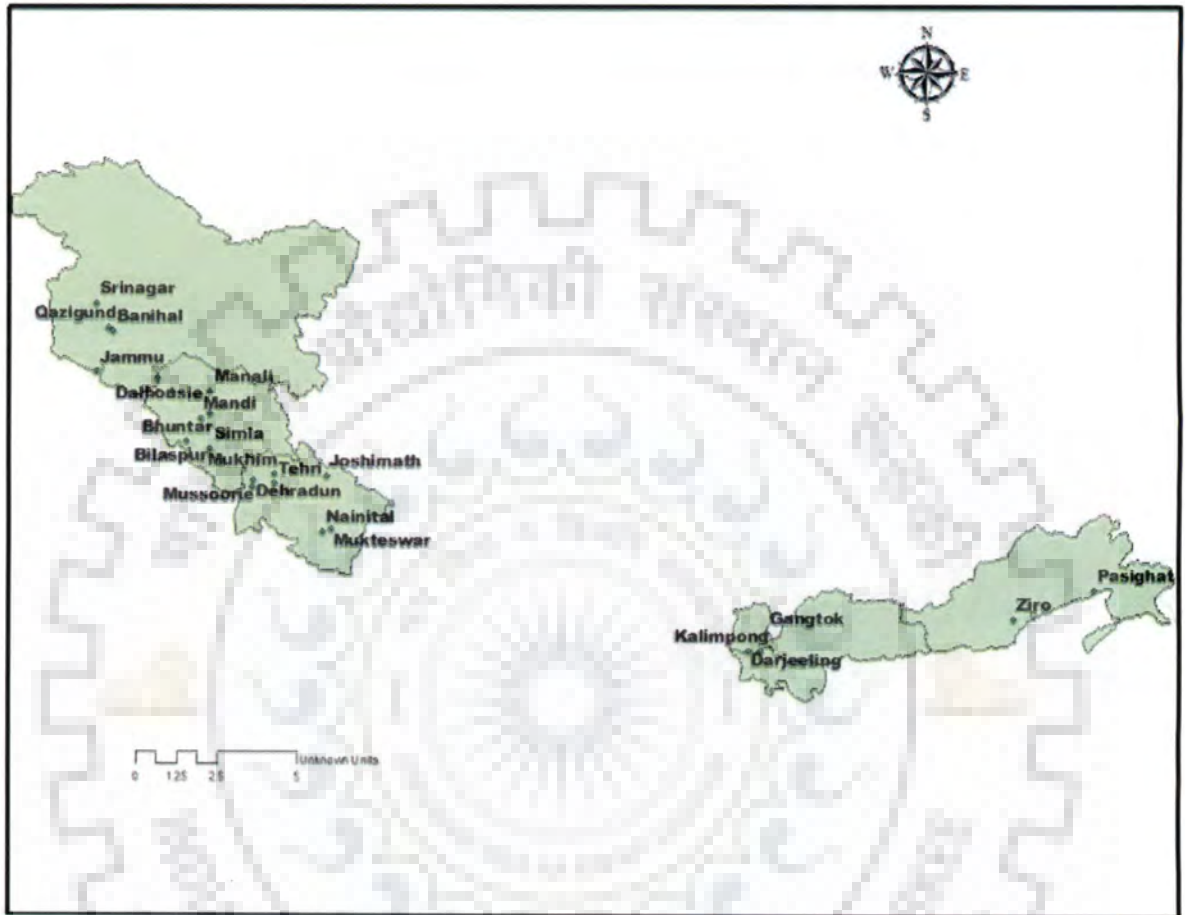 N
W E
S
Srinagar
Qazigund Banihal
Jammu
Manali
Dalhousie
Mandi
Bhuntar
Simla
Bilaspur Mukhim
Tehri Joshimath
Mussoorie Dehradun
Nainital
Mukteswar
Pasighat
Ziro
Gangtok
Kalimpong
Darjeeling
Unknown Units
0 1.25 2.5 5